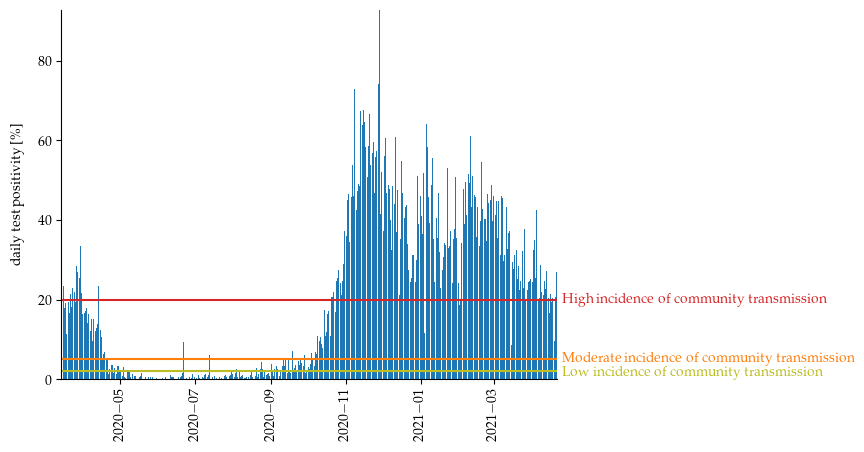 daily test positivity [%]
80
60
40
20
0
High incidence of community transmission
Moderate incidence of community transmission
Low incidence of community transmission
2020−05
2020−07
2020−09
2020−11
2021−01
2021−03